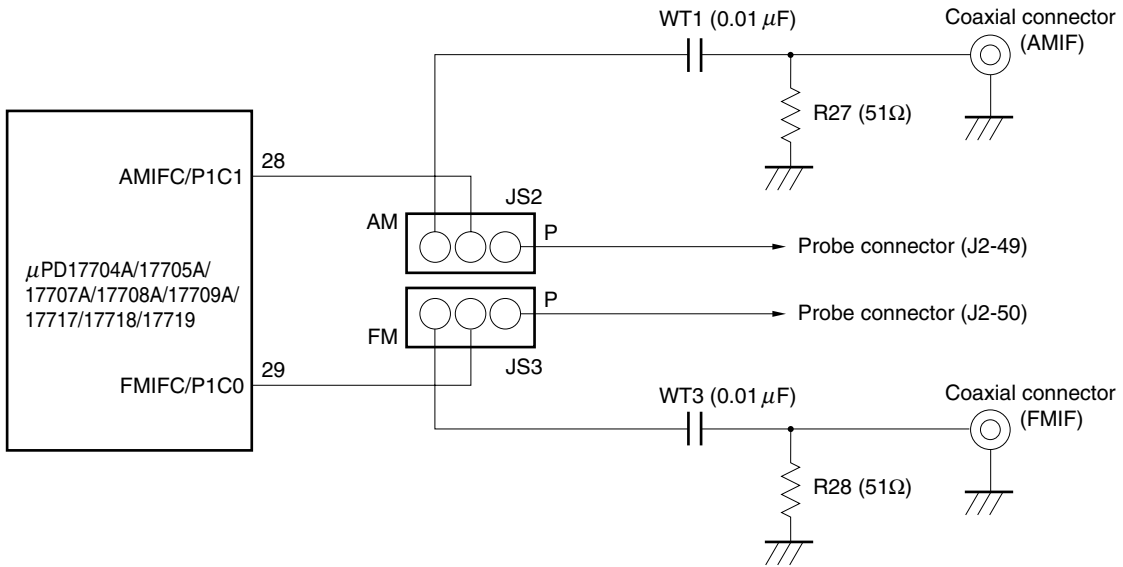 WT1 (0.01 μF)
Coaxial connector
(AMIF)
R27 (51Ω)
AMIFC/P1C1
28
JS2
AM
P
Probe connector (J2-49)
μPD17704A/17705A/
17707A/17708A/17709A/
17717/17718/17719
P
Probe connector (J2-50)
FM
JS3
FMIFC/P1C0
29
WT3 (0.01 μF)
Coaxial connector
(FMIF)
R28 (51Ω)